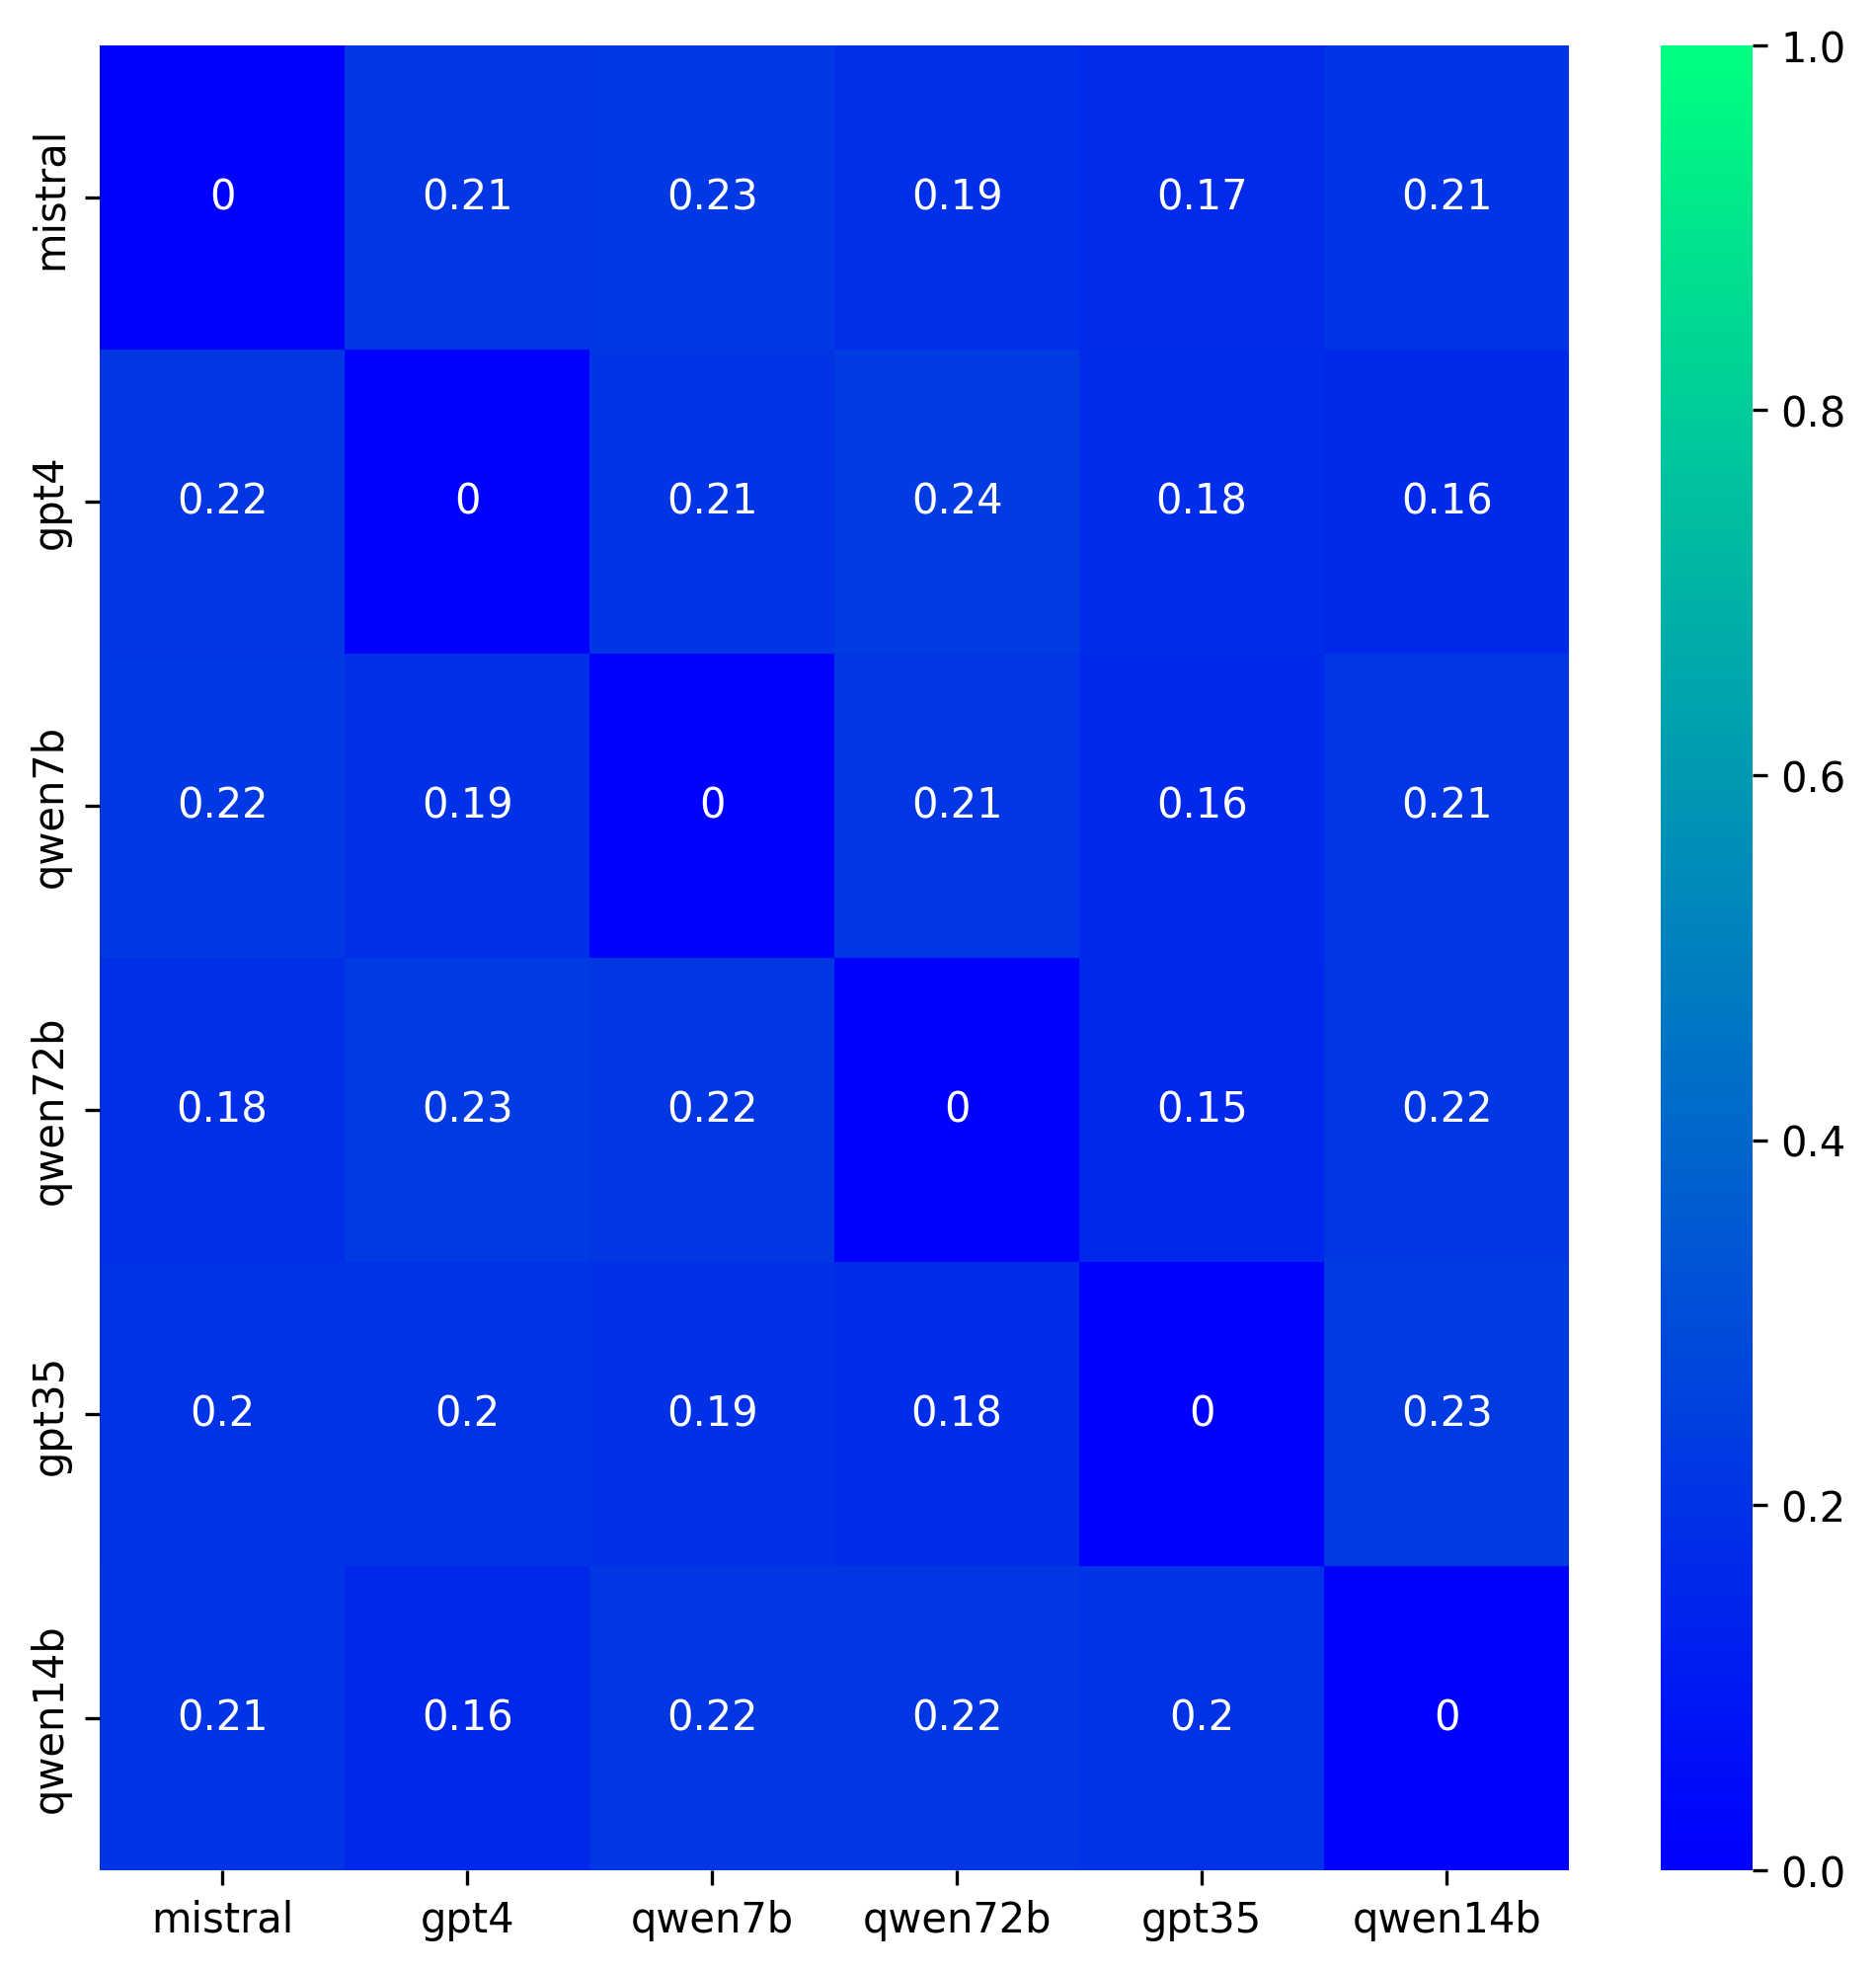 mistral 0 0.21 0.23 0.19 0.17 0.21
gpt4 0.22 0 0.21 0.24 0.18 0.16
qwen7b 0.22 0.19 0 0.21 0.16 0.21
qwen72b 0.18 0.23 0.22 0 0.15 0.22
gpt35 0.2 0.2 0.19 0.18 0 0.23
qwen14b 0.21 0.16 0.22 0.22 0.2 0
mistral gpt4 qwen7b qwen72b gpt35 qwen14b
1.0
0.8
0.6
0.4
0.2
0.0